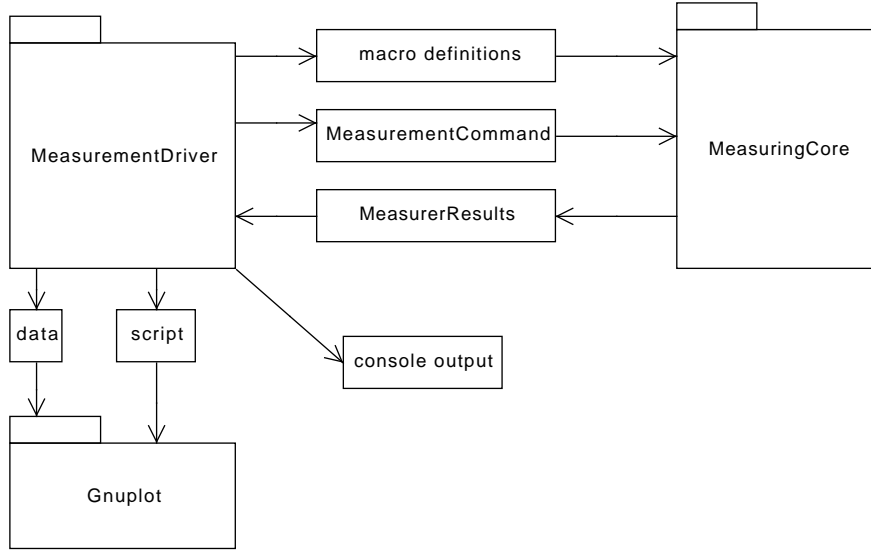 macro definitions
MeasurementCommand
MeasurementDriver
MeasuringCore
MeasurerResults
data
script
console output
Gnuplot